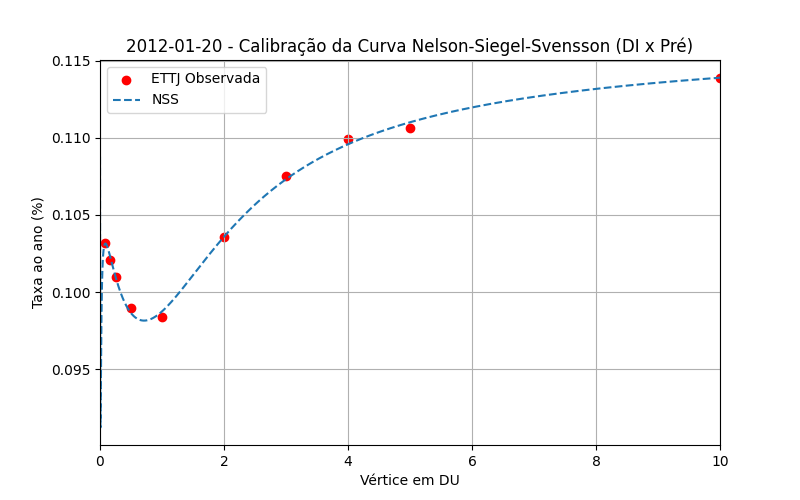 2012-01-20 - Calibração da Curva Nelson-Siegel-Svensson (DI x Pré)
ETTJ Observada
NSS
Taxa ao ano (%)
0.115
0.110
0.105
0.100
0.095
0 2 4 6 8 10
Vértice em DU